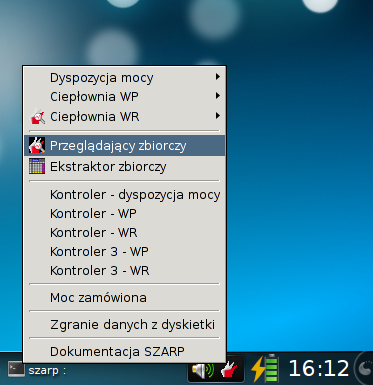 Dyspozycja mocy
Ciepłownia WP
Ciepłownia WR
Przeglądający zbiorczy
Ekstraktor zbiorczy
Kontroler - dyspozycja mocy
Kontroler - WP
Kontroler - WR
Kontroler 3 - WP
Kontroler 3 - WR
Moc zamówiona
Zgranie danych z dyskietki
Dokumentacja SZARP
szarp :
16:12